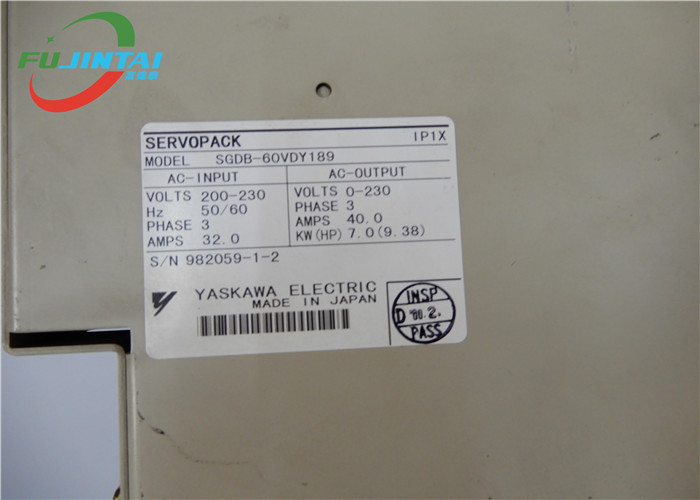 FUJINTAI
SERVOPACK IP1X
MODEL SGDB-60VDY189
AC-INPUT AC-OUTPUT
VOLTS 200-230 VOLTS 0-230
Hz 50/60 PHASE 3
PHASE 3 AMPS 40.0
AMPS 32.0 KW(HP) 7.0(9.38)
S/N 982059-1-2
YASKAWA ELECTRIC
MADE IN JAPAN
INSP
D
PASS